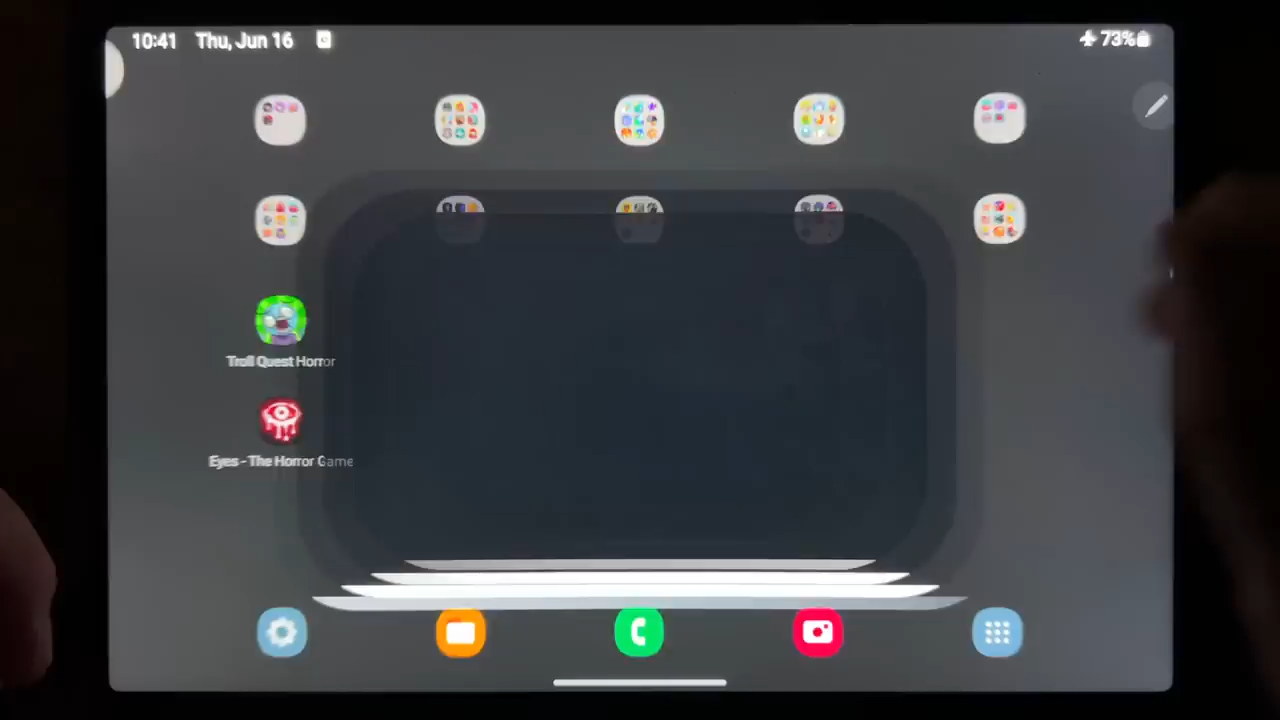 10:41 Thu, Jun 16 73%
Troll Quest Horror
Eyes - The Horror Game